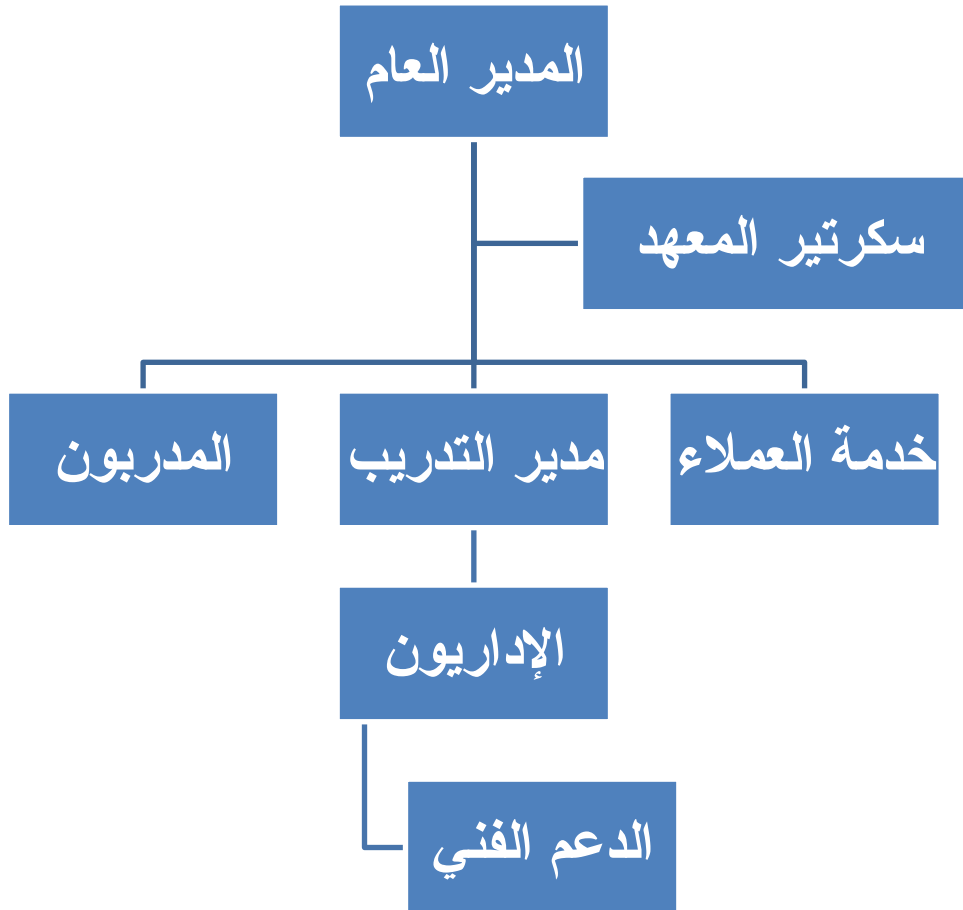 المدير العام
سكرتير المعهد
خدمة العملاء
مدير التدريب
المدربون
الإداريون
الدعم الفني